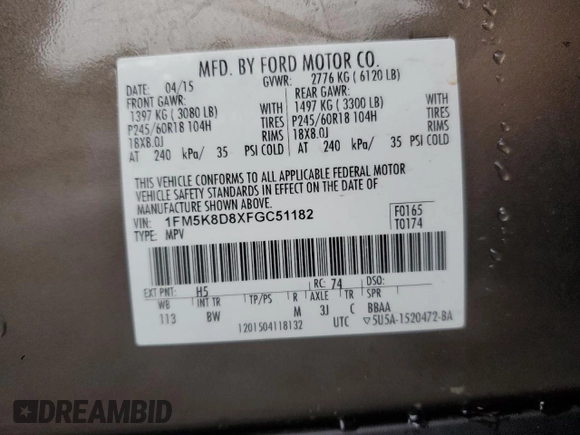 MFD. BY FORD MOTOR CO.
DATE: 04/15 GVWR: 2776 KG ( 6120 LB)
FRONT GAWR: REAR GAWR:
1397 KG ( 3080 LB) WITH 1497 KG ( 3300 LB) WITH
P245/60R18 104H TIRES P245/60R18 104H TIRES
18X8.0J RIMS 18X8.0J RIMS
AT 240 kPa/ 35 PSI COLD AT 240 kPa/ 35 PSI COLD
THIS VEHICLE CONFORMS TO ALL APPLICABLE FEDERAL MOTOR
VEHICLE SAFETY STANDARDS IN EFFECT ON THE DATE OF
MANUFACTURE SHOWN ABOVE.
VIN: 1FM5K8D8XFGC51182 F0165
TYPE: MPV T0174
EXT PNT: H5 RC: 74 DSO:
WB INT TR TP/PS R AXLE TR SPR
113 BW M 3J C BBAA
1201504118132 UTC ▽5U5A-1520472-BA
DREAMBID